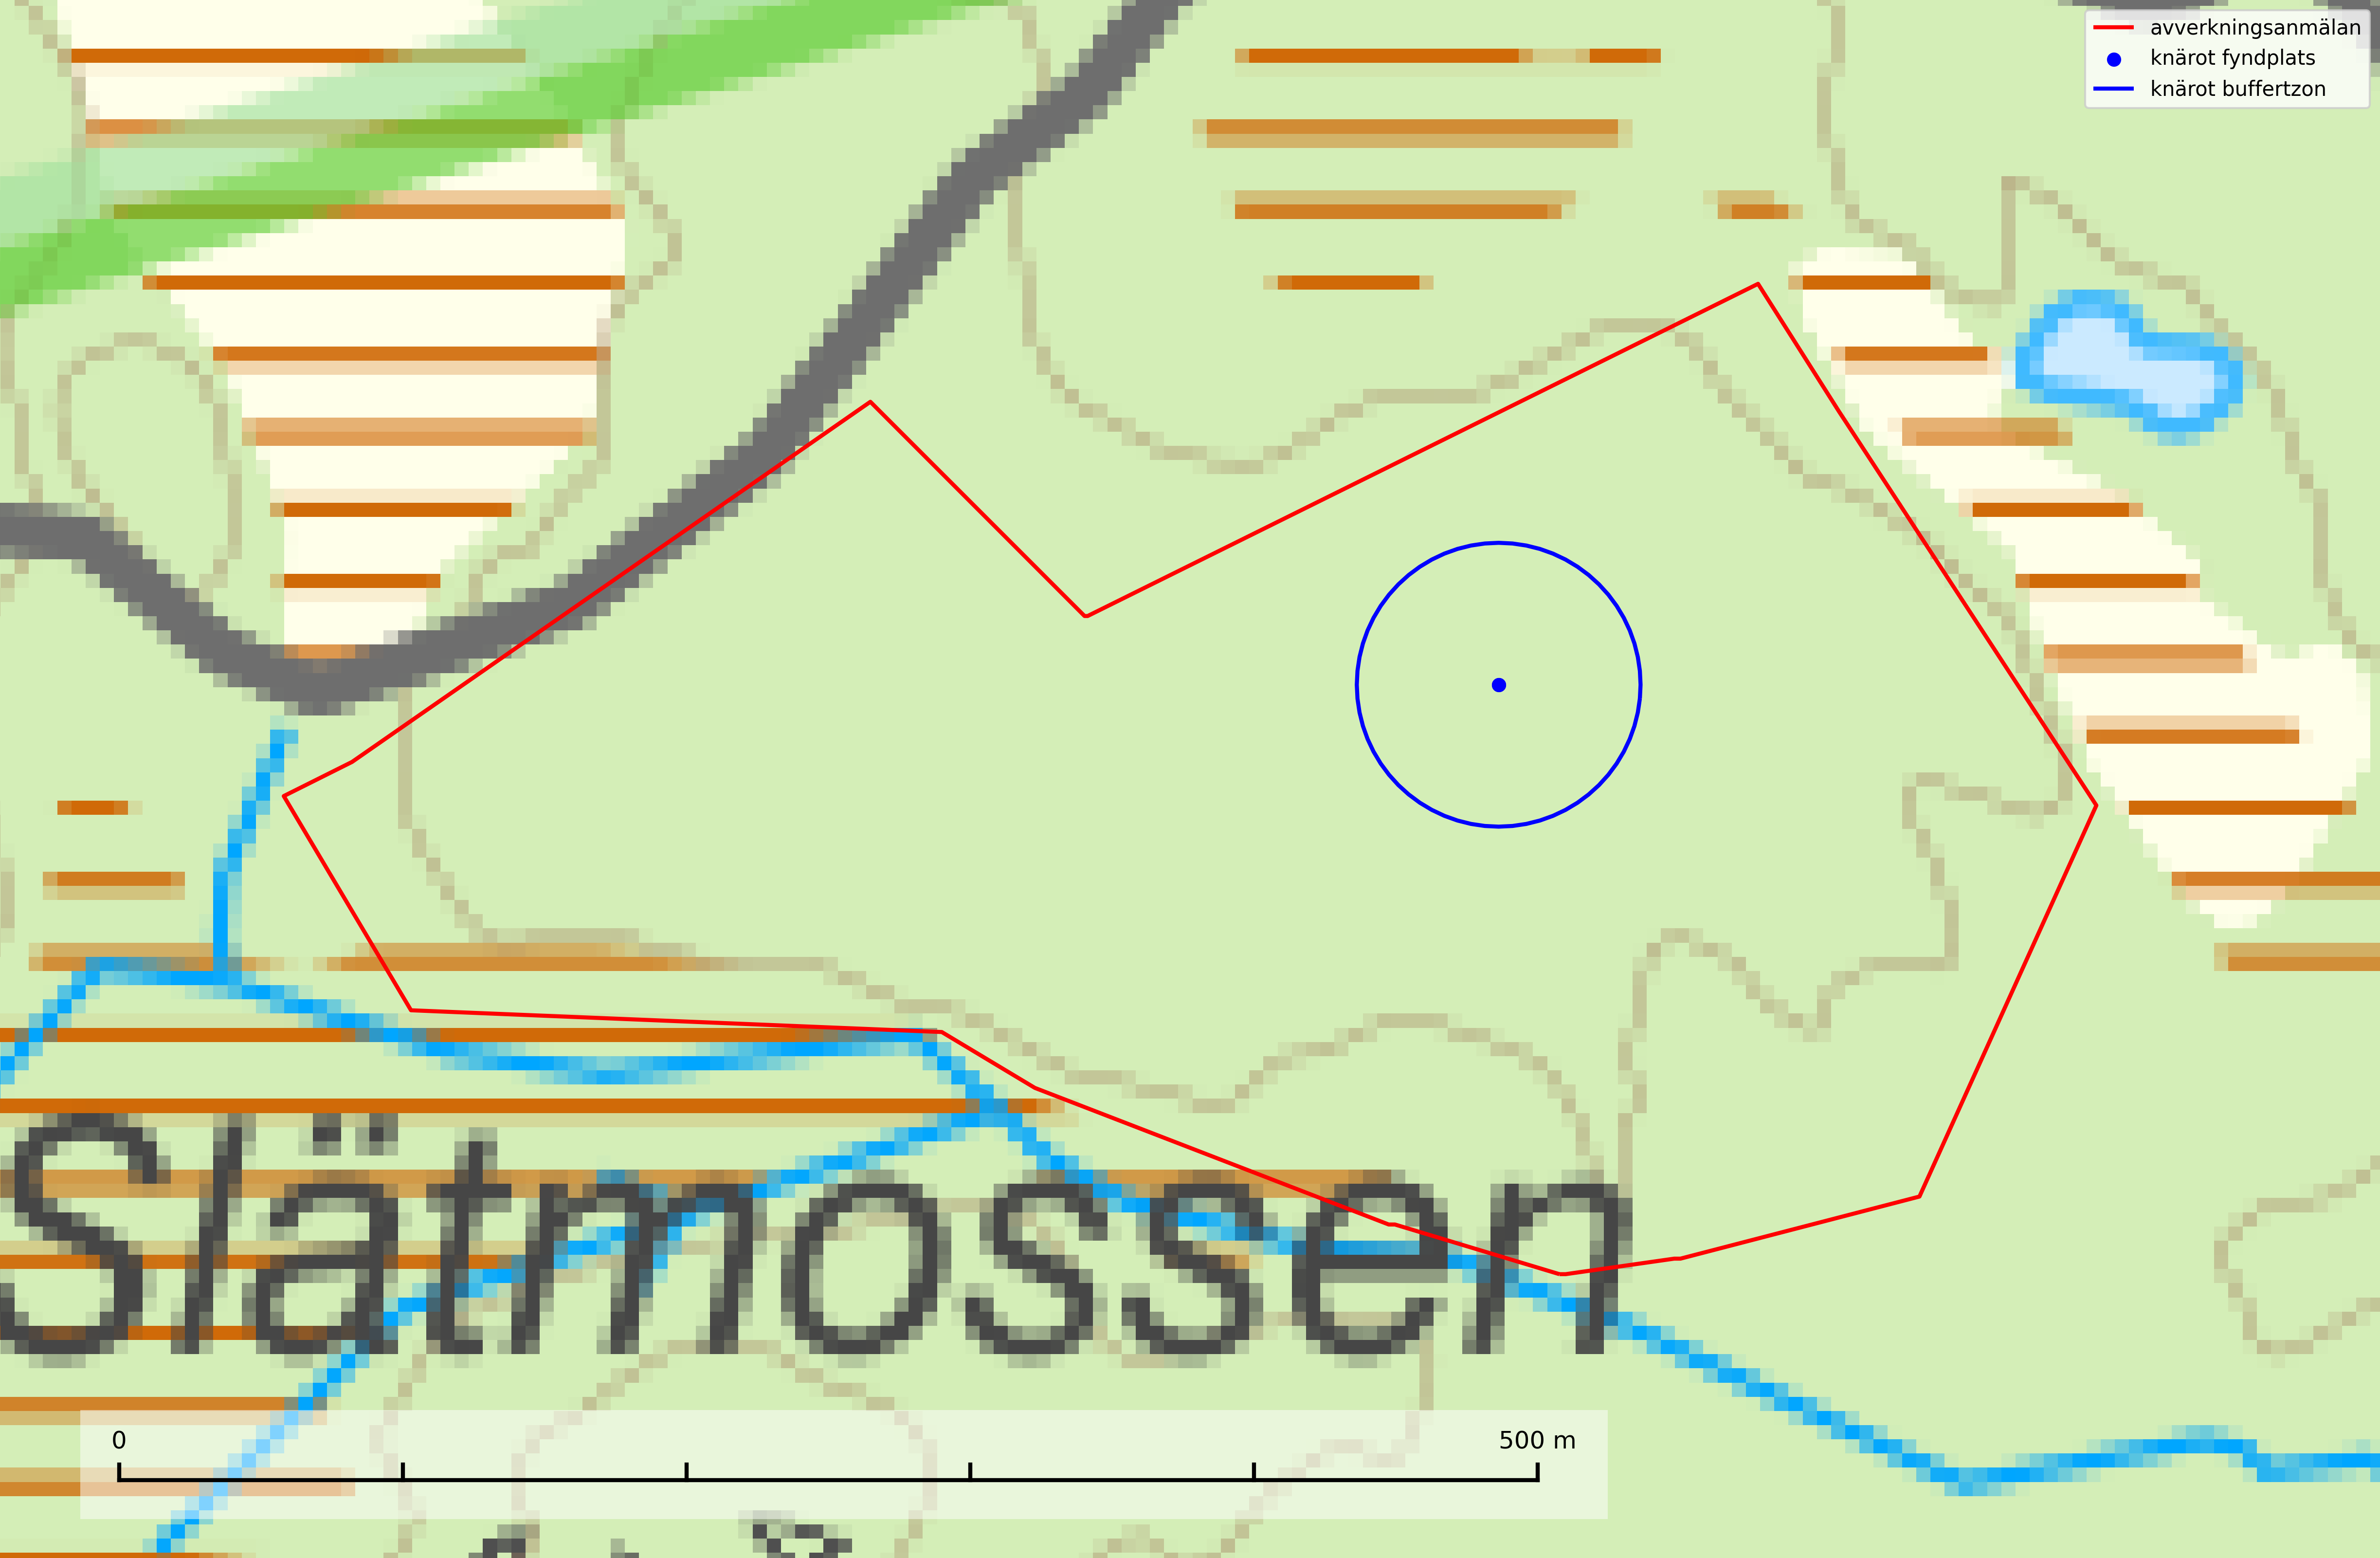 avverkningsanmälan
knärot fyndplats
knärot buffertzon
Slätmossen
0 500 m